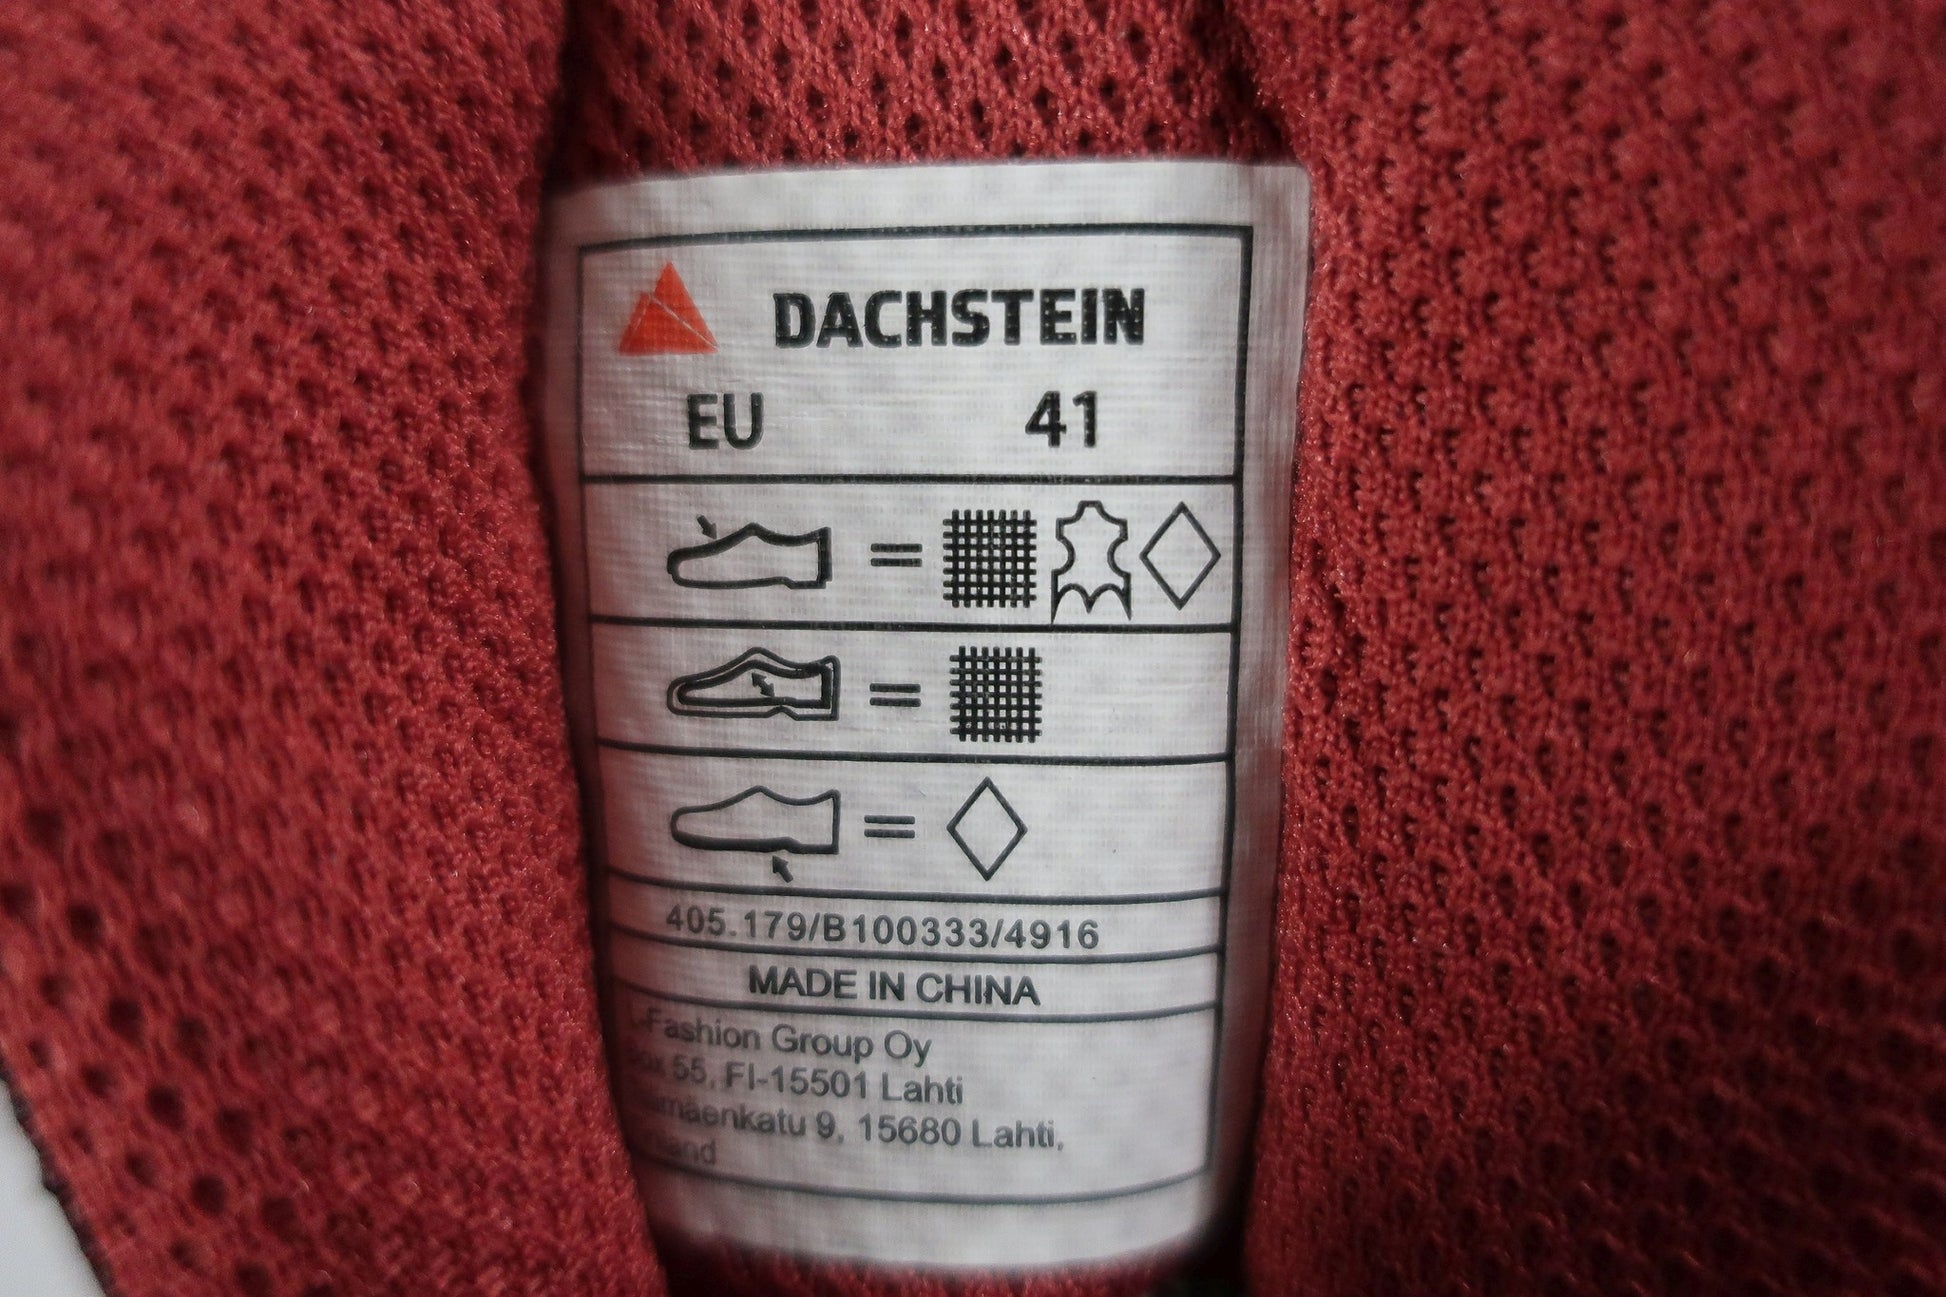 DACHSTEIN
EU 41
405.179/B100333/4916
MADE IN CHINA
-Fashion Group Oy
55, FI-15501 Lahti
9, 15680 Lahti,